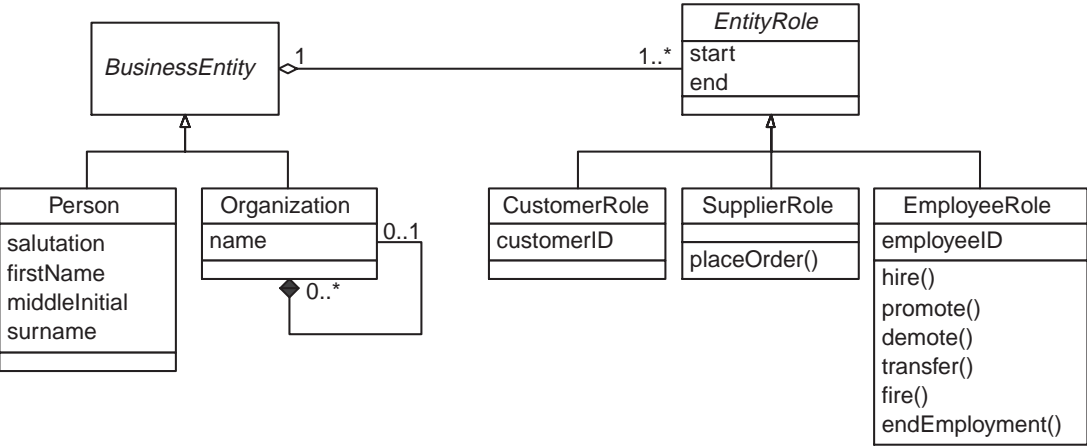 BusinessEntity
1
1..*
EntityRole
start
end
Person
salutation
firstName
middleInitial
surname
Organization
name
0..1
0..*
CustomerRole
customerID
SupplierRole
placeOrder()
EmployeeRole
employeeID
hire()
promote()
demote()
transfer()
fire()
endEmployment()